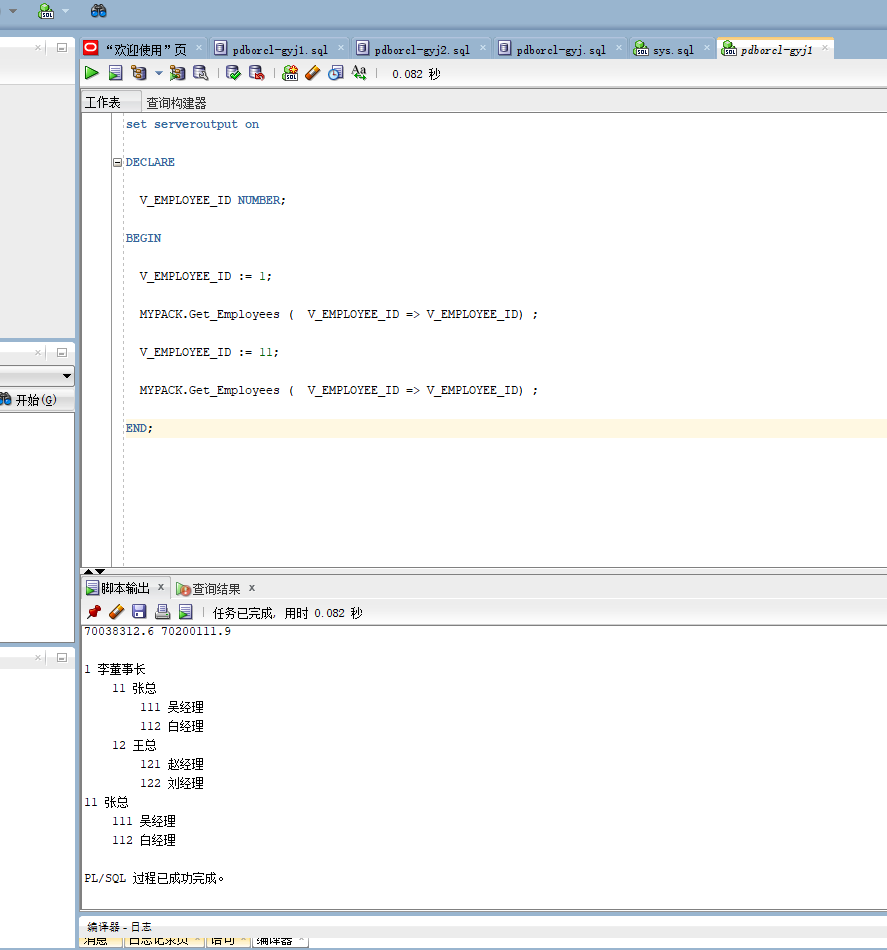 “欢迎使用”页 pdborcl-gyj1.sql pdborcl-gyj2.sql pdborcl-gyj.sql sys.sql pdborcl-gyj1
SQL Aa 0.082 秒
工作表 查询构建器
set serveroutput on
DECLARE
V_EMPLOYEE_ID NUMBER;
BEGIN
V_EMPLOYEE_ID := 1;
MYPACK.Get_Employees (  V_EMPLOYEE_ID => V_EMPLOYEE_ID) ;
V_EMPLOYEE_ID := 11;
MYPACK.Get_Employees (  V_EMPLOYEE_ID => V_EMPLOYEE_ID) ;
END;
开始(G)
脚本输出 查询结果
任务已完成, 用时 0.082 秒
70038312.6 70200111.9
1 李董事长
11 张总
111 吴经理
112 白经理
12 王总
121 赵经理
122 刘经理
11 张总
111 吴经理
112 白经理
PL/SQL 过程已成功完成。
编译器 - 日志
消息 日志记录页 语句 编译器